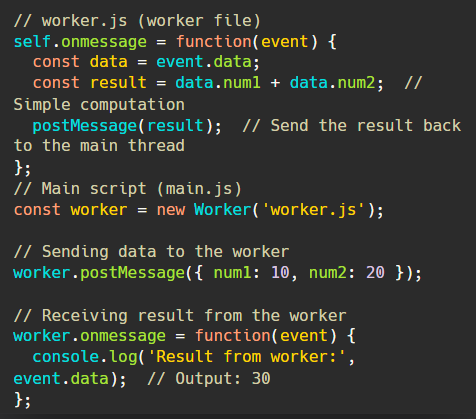 // worker.js (worker file)
self.onmessage = function(event) {
  const data = event.data;
  const result = data.num1 + data.num2;  //
Simple computation
  postMessage(result);  // Send the result back
to the main thread
};
// Main script (main.js)
const worker = new Worker('worker.js');

// Sending data to the worker
worker.postMessage({ num1: 10, num2: 20 });

// Receiving result from the worker
worker.onmessage = function(event) {
  console.log('Result from worker:',
event.data);  // Output: 30
};